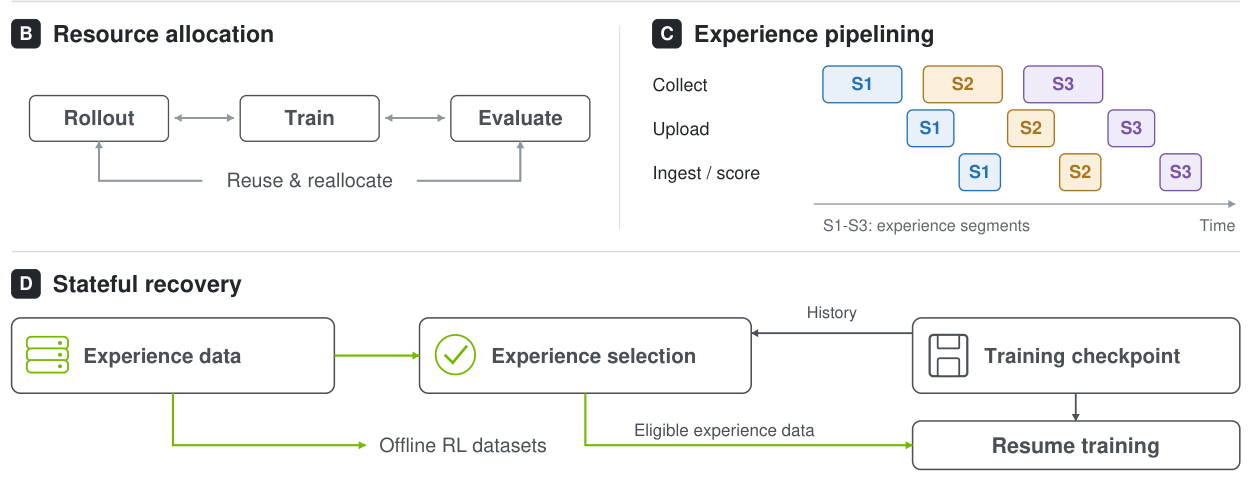 B Resource allocation
Rollout
Train
Evaluate
Reuse & reallocate
C Experience pipelining
Collect
S1
S2
S3
Upload
S1
S2
S3
Ingest / score
S1
S2
S3
S1-S3: experience segments
Time
D Stateful recovery
Experience data
Experience selection
History
Training checkpoint
Offline RL datasets
Eligible experience data
Resume training